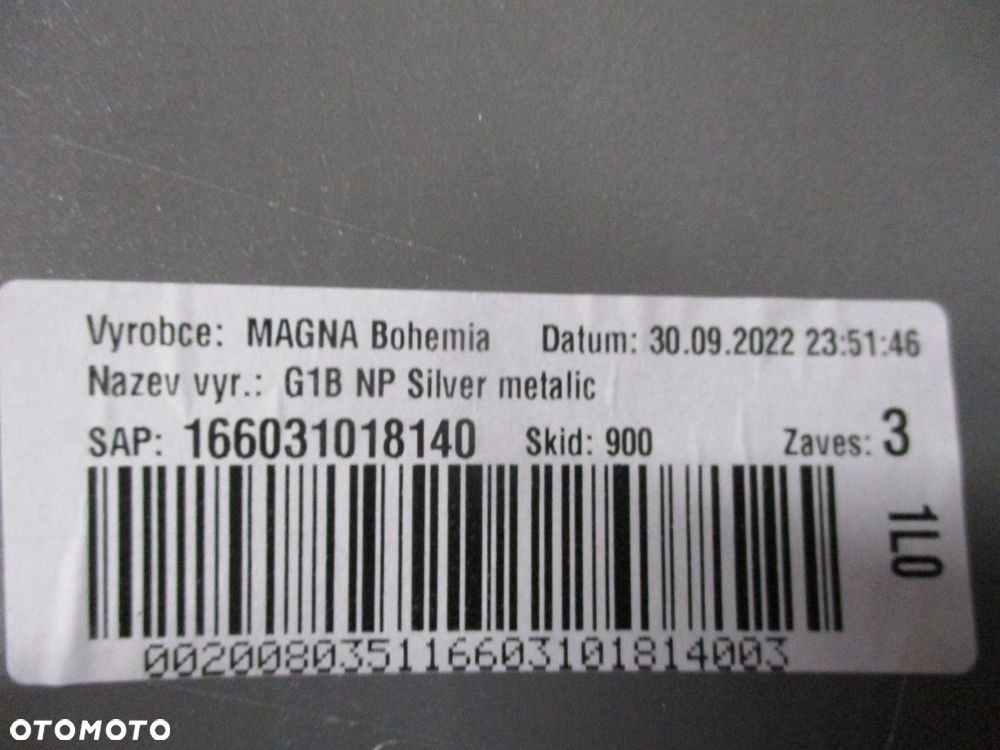 Vyrobce: MAGNA Bohemia Datum: 30.09.2022 23:51:46
Nazev vyr.: G1B NP Silver metalic
SAP: 166031018140 Skid: 900 Zaves: 3
1L0
002008035116603101814003
OTOMOTO